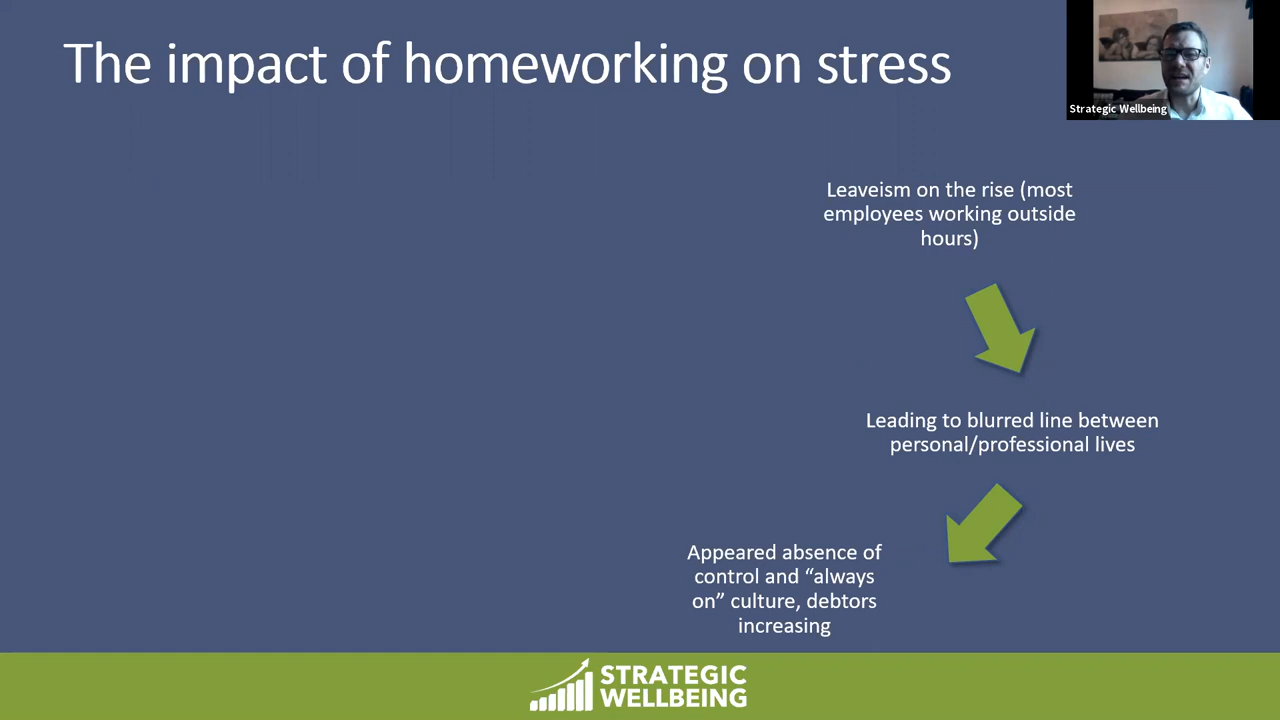 The impact of homeworking on stress
Strategic Wellbeing
Leaveism on the rise (most
employees working outside
hours)
Leading to blurred line between
personal/professional lives
Appeared absence of
control and “always
on” culture, debtors
increasing
STRATEGIC
WELLBEING